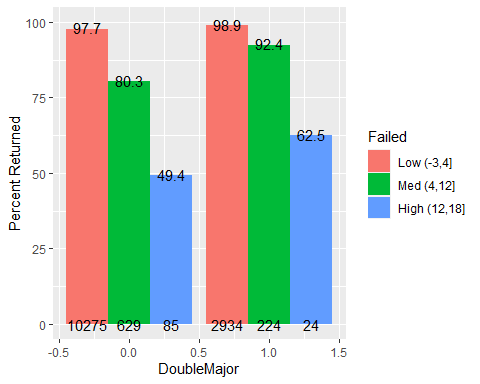 100
75
50
25
0
Percent Returned
97.7
80.3
49.4
98.9
92.4
62.5
10275 629 85 2934 224 24
-0.5 0.0 0.5 1.0 1.5
DoubleMajor
Failed
Low (-3,4]
Med (4,12]
High (12,18]